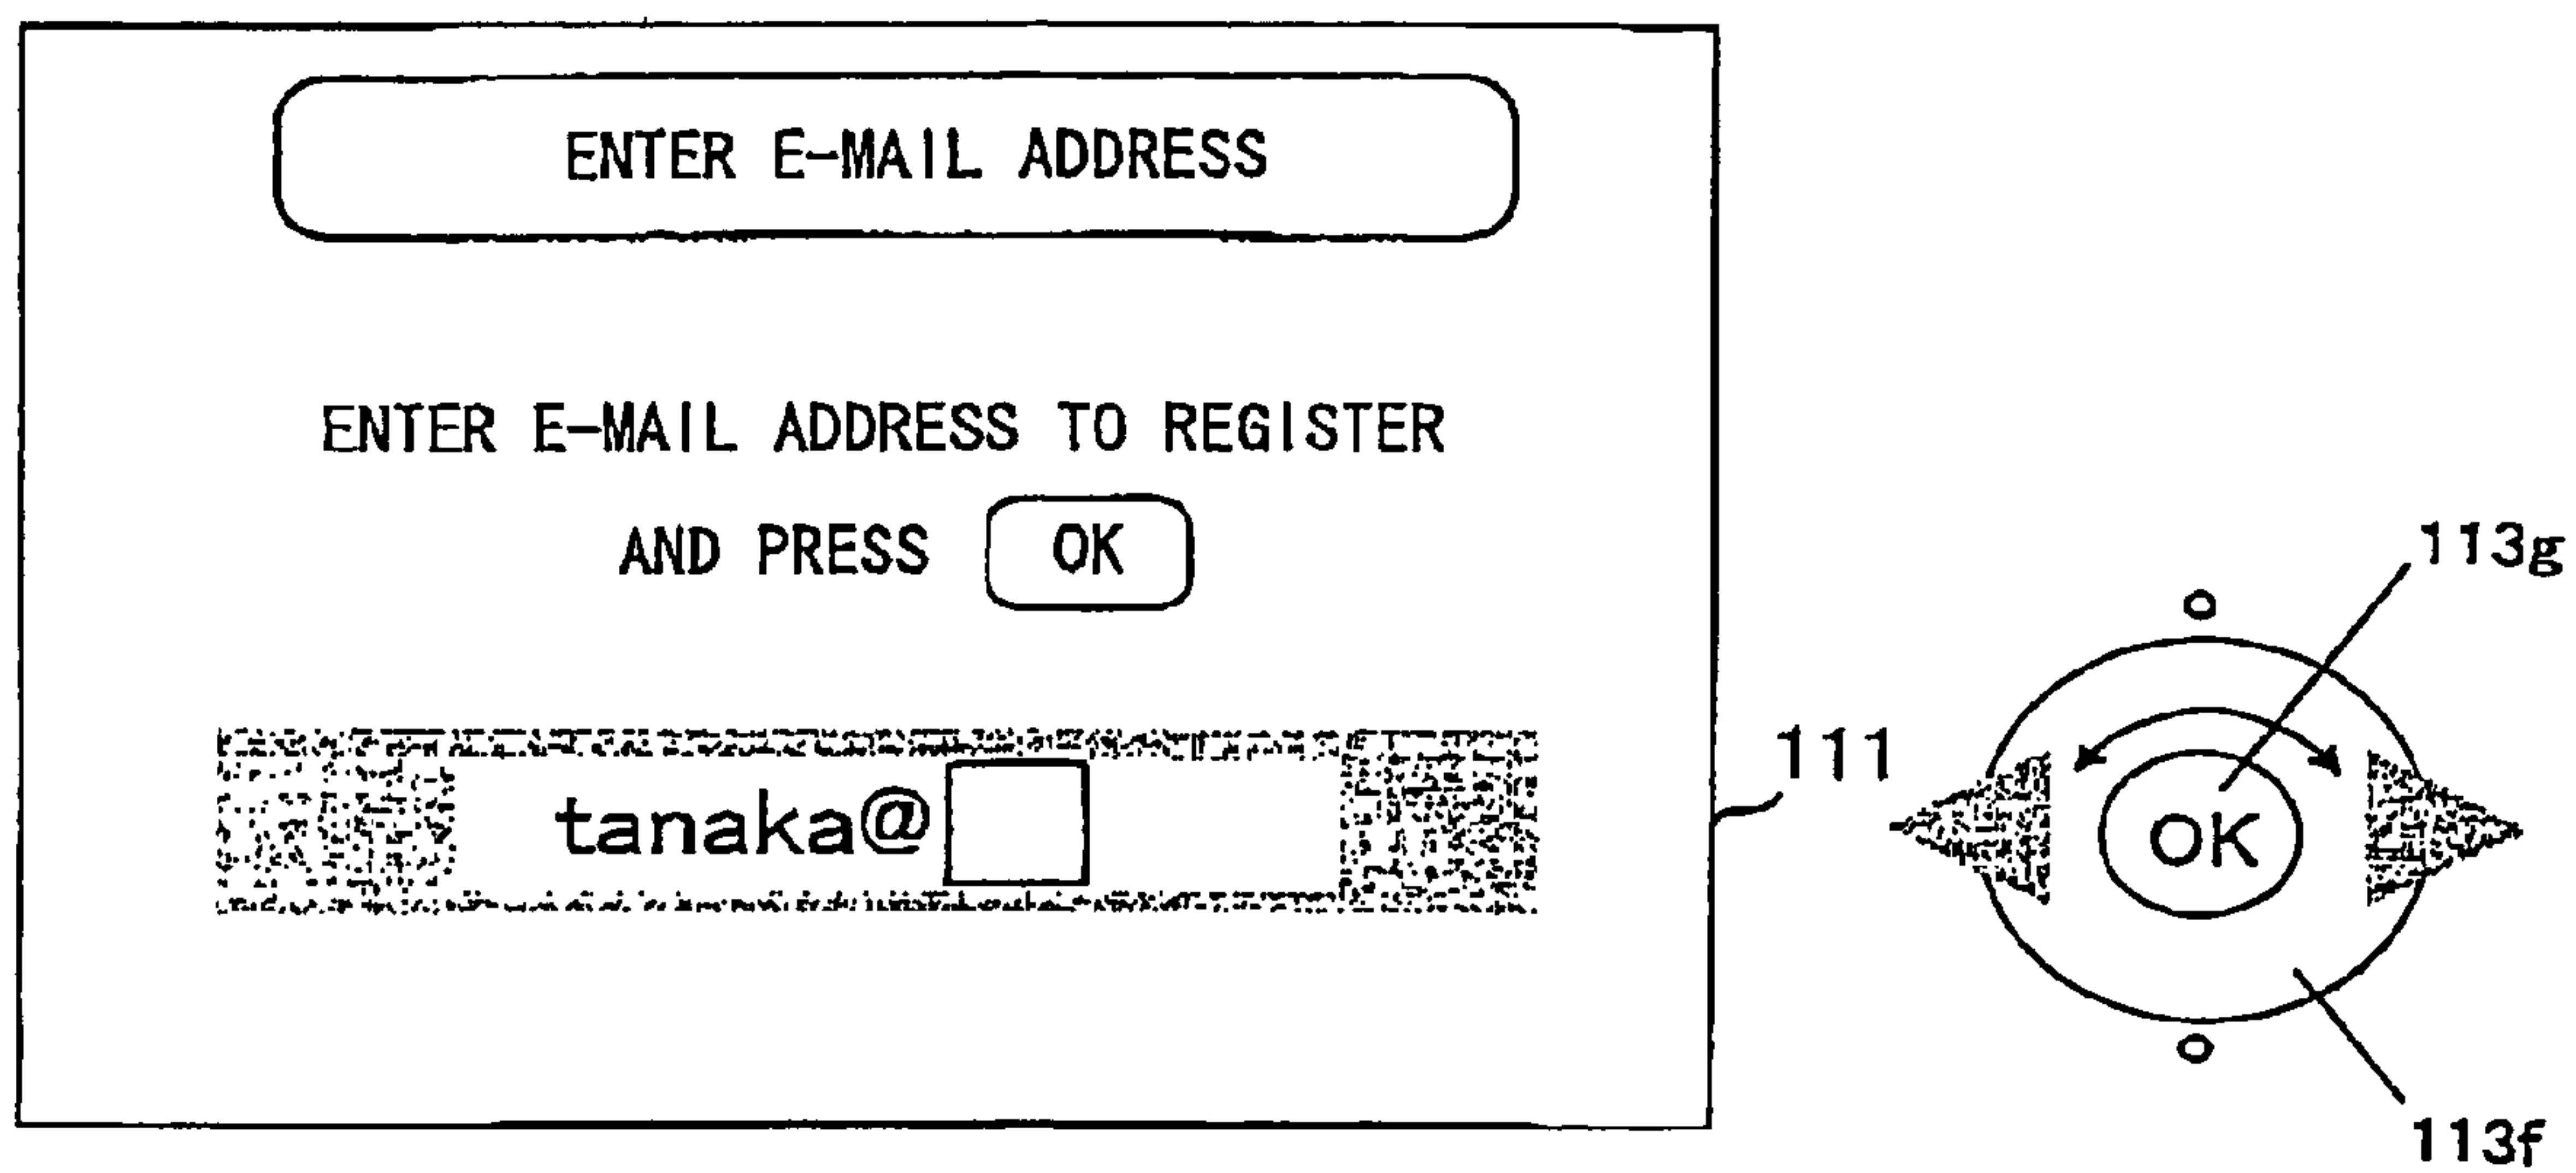 ENTER E-MAIL ADDRESS
ENTER E-MAIL ADDRESS TO REGISTER
AND PRESS OK
tanaka@
111
113g
OK
113f